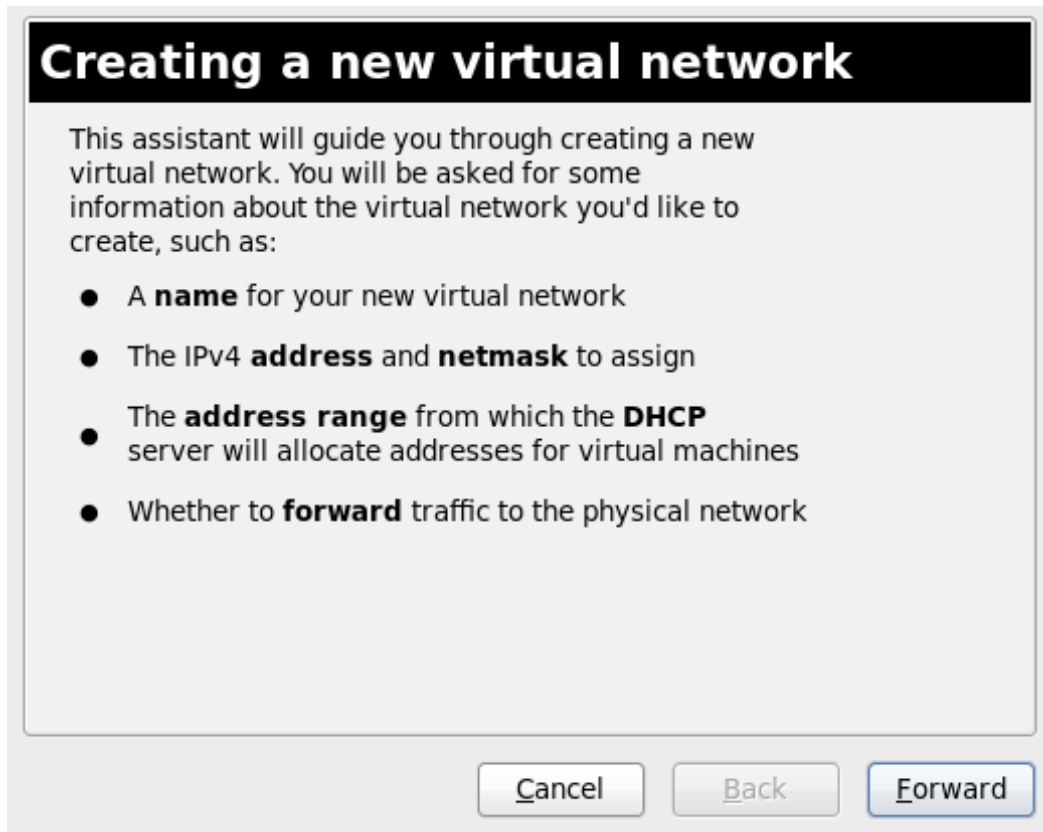 Creating a new virtual network
This assistant will guide you through creating a new
virtual network. You will be asked for some
information about the virtual network you'd like to
create, such as:
● A name for your new virtual network
● The IPv4 address and netmask to assign
● The address range from which the DHCP
server will allocate addresses for virtual machines
● Whether to forward traffic to the physical network
Cancel Back Forward